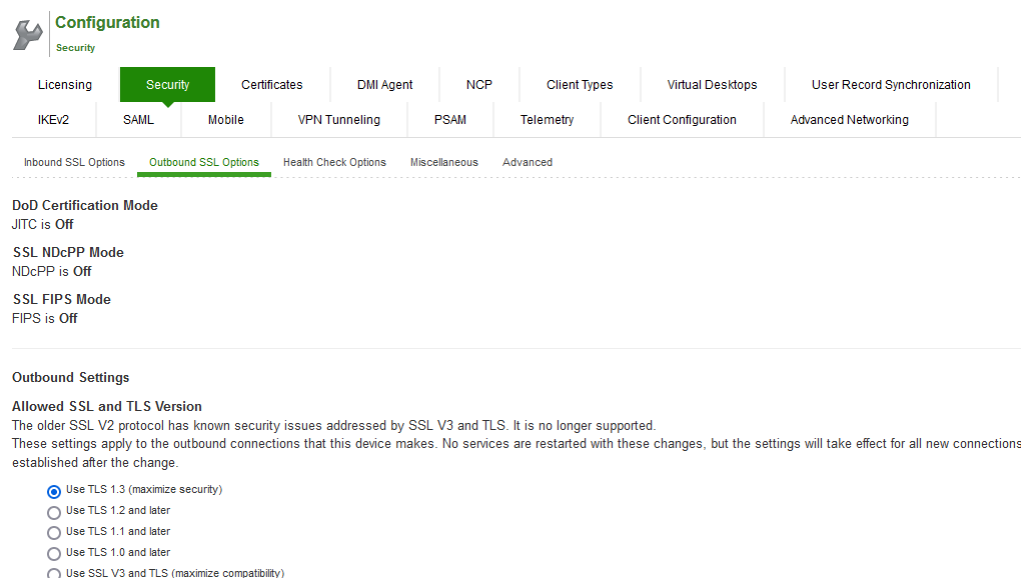 Configuration
Security
Licensing Security Certificates DMI Agent NCP Client Types Virtual Desktops User Record Synchronization
IKEv2 SAML Mobile VPN Tunneling PSAM Telemetry Client Configuration Advanced Networking
Inbound SSL Options Outbound SSL Options Health Check Options Miscellaneous Advanced
DoD Certification Mode
JITC is Off
SSL NDcPP Mode
NDcPP is Off
SSL FIPS Mode
FIPS is Off
Outbound Settings
Allowed SSL and TLS Version
The older SSL V2 protocol has known security issues addressed by SSL V3 and TLS. It is no longer supported.
These settings apply to the outbound connections that this device makes. No services are restarted with these changes, but the settings will take effect for all new connections
established after the change.
Use TLS 1.3 (maximize security)
Use TLS 1.2 and later
Use TLS 1.1 and later
Use TLS 1.0 and later
Use SSL V3 and TLS (maximize compatibility)